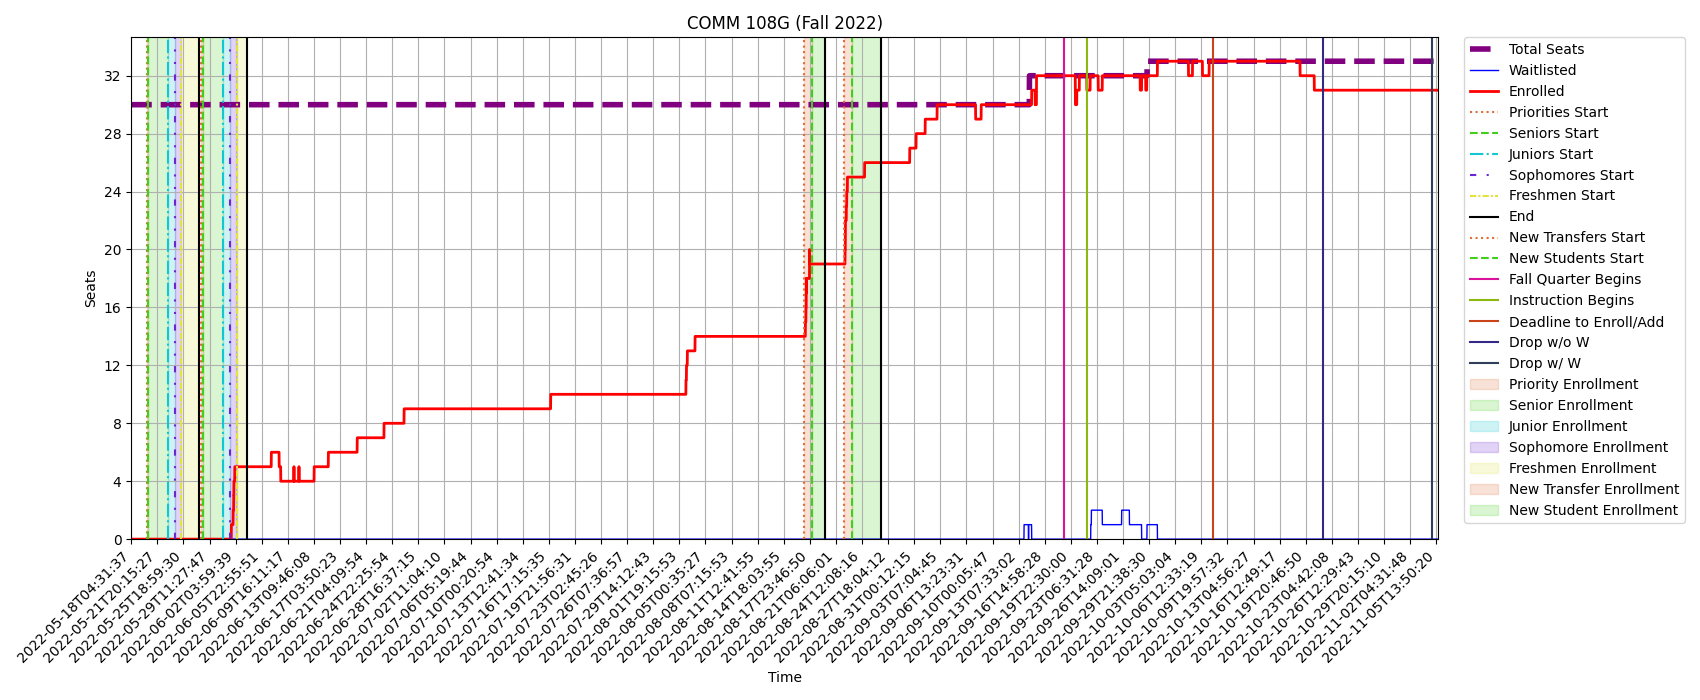 COMM 108G (Fall 2022)
Seats
32
28
24
20
16
12
8
4
0
2022-05-18T04:31:37
2022-05-21T20:15:27
2022-05-25T18:59:30
2022-05-29T11:27:47
2022-06-02T03:59:39
2022-06-05T22:55:51
2022-06-09T16:11:17
2022-06-13T09:46:08
2022-06-17T03:50:23
2022-06-21T04:09:54
2022-06-24T22:25:54
2022-06-28T16:37:15
2022-07-02T11:04:10
2022-07-06T05:19:44
2022-07-10T00:20:54
2022-07-13T12:41:34
2022-07-16T17:15:35
2022-07-19T21:56:31
2022-07-23T02:45:26
2022-07-26T07:36:57
2022-07-29T14:12:43
2022-08-01T19:15:53
2022-08-05T00:35:27
2022-08-08T07:15:53
2022-08-11T12:41:55
2022-08-14T18:03:55
2022-08-17T23:46:50
2022-08-21T06:06:01
2022-08-24T12:08:16
2022-08-27T18:04:12
2022-08-31T00:12:15
2022-09-03T07:04:45
2022-09-06T13:23:31
2022-09-10T00:05:47
2022-09-13T07:33:02
2022-09-16T14:58:28
2022-09-19T22:30:00
2022-09-23T06:31:28
2022-09-26T14:09:01
2022-09-29T21:38:30
2022-10-03T05:03:04
2022-10-06T12:33:19
2022-10-09T19:57:32
2022-10-13T04:56:27
2022-10-16T12:49:17
2022-10-19T20:46:50
2022-10-23T04:42:08
2022-10-26T12:29:43
2022-10-29T20:15:10
2022-11-02T04:31:48
2022-11-05T13:50:20
Time
Total Seats
Waitlisted
Enrolled
Priorities Start
Seniors Start
Juniors Start
Sophomores Start
Freshmen Start
End
New Transfers Start
New Students Start
Fall Quarter Begins
Instruction Begins
Deadline to Enroll/Add
Drop w/o W
Drop w/ W
Priority Enrollment
Senior Enrollment
Junior Enrollment
Sophomore Enrollment
Freshmen Enrollment
New Transfer Enrollment
New Student Enrollment